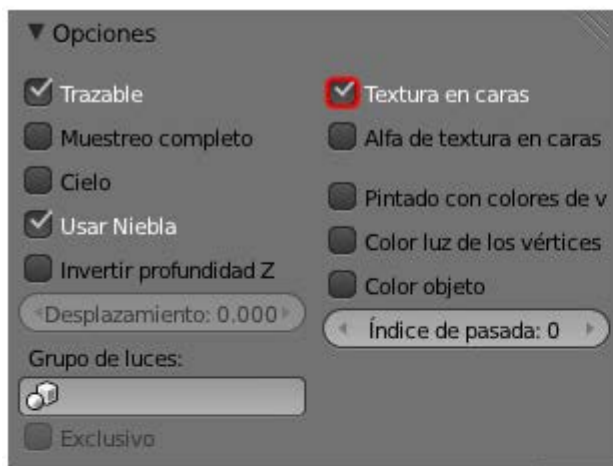 Opciones
Trazable
Muestreo completo
Cielo
Usar Niebla
Invertir profundidad Z
Desplazamiento: 0.000
Grupo de luces:
Exclusivo
Textura en caras
Alfa de textura en caras
Pintado con colores de v
Color luz de los vértices
Color objeto
Índice de pasada: 0